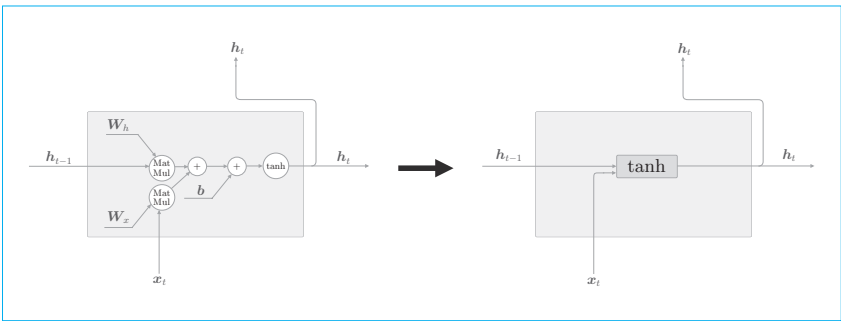 h_t
W_h
h_{t-1}
Mat
Mul
+
+
tanh
h_t
Mat
Mul
b
W_x
x_t
h_t
h_{t-1}
tanh
h_t
x_t